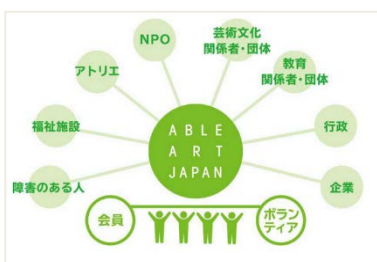 NPO
芸術文化
関係者・団体
アトリエ
教育
関係者・団体
福祉施設
ABLE
ART
JAPAN
行政
障害のある人
企業
会員
ボラン
ティア